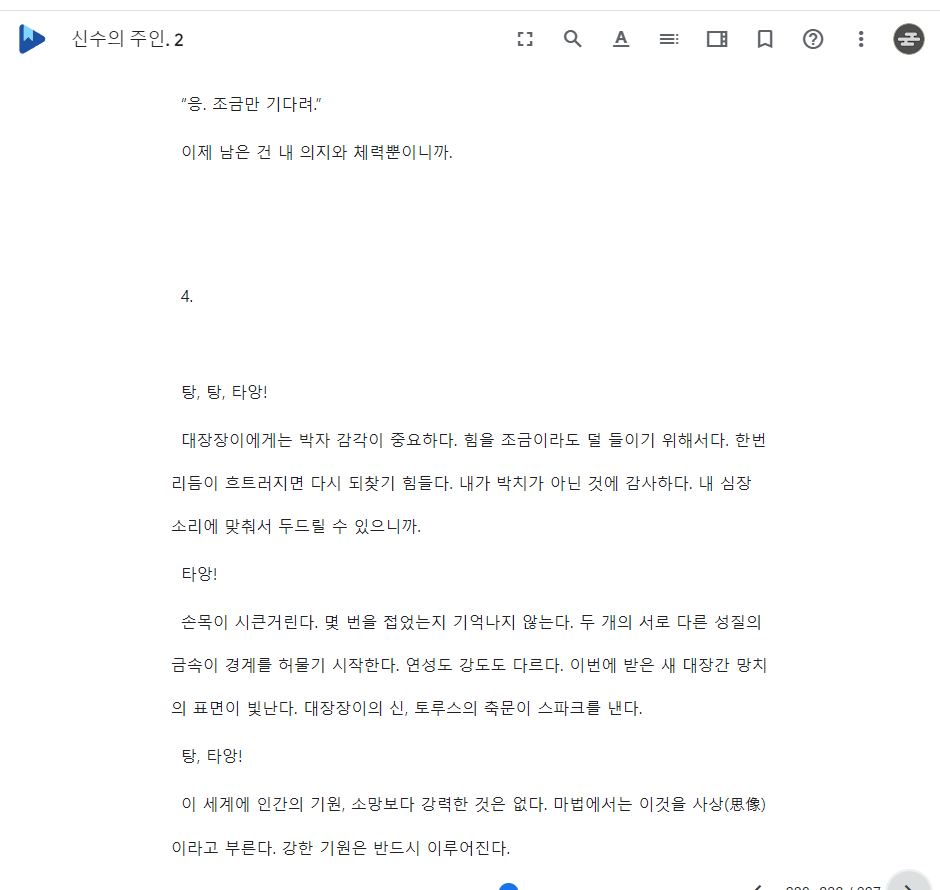 신수의 주인. 2
"응. 조금만 기다려."
이제 남은 건 내 의지와 체력뿐이니까.
4.
탕, 탕, 타앙!
대장장이에게는 박자 감각이 중요하다. 힘을 조금이라도 덜 들이기 위해서다. 한번
리듬이 흐트러지면 다시 되찾기 힘들다. 내가 박치가 아닌 것에 감사하다. 내 심장
소리에 맞춰서 두드릴 수 있으니까.
타앙!
손목이 시큰거린다. 몇 번을 접었는지 기억나지 않는다. 두 개의 서로 다른 성질의
금속이 경계를 허물기 시작한다. 연성도 강도도 다르다. 이번에 받은 새 대장간 망치
의 표면이 빛난다. 대장장이의 신, 토루스의 축문이 스파크를 낸다.
탕, 타앙!
이 세계에 인간의 기원, 소망보다 강력한 것은 없다. 마법에서는 이것을 사상(思像)
이라고 부른다. 강한 기원은 반드시 이루어진다.